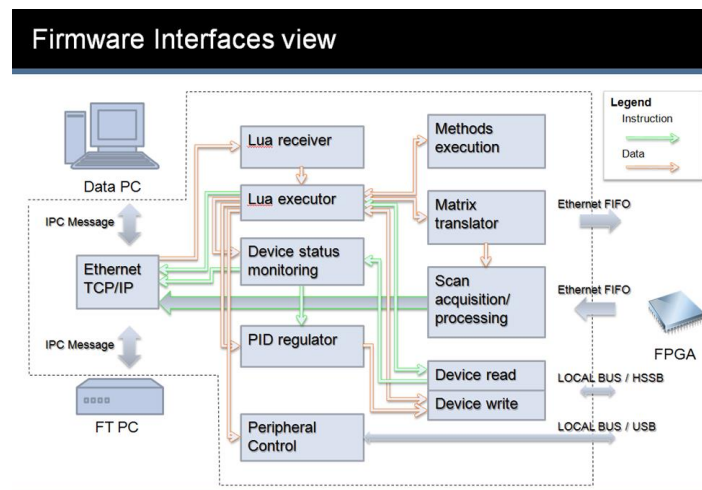 Firmware Interfaces view
Legend
Instruction
Data
Data PC
IPC Message
Ethernet
TCP/IP
IPC Message
FT PC
Lua receiver
Lua executor
Device status
monitoring
PID regulator
Peripheral
Control
Methods
execution
Matrix
translator
Scan
acquisition/
processing
Device read
Device write
Ethernet FIFO
Ethernet FIFO
FPGA
LOCAL BUS / HSSB
LOCAL BUS / USB